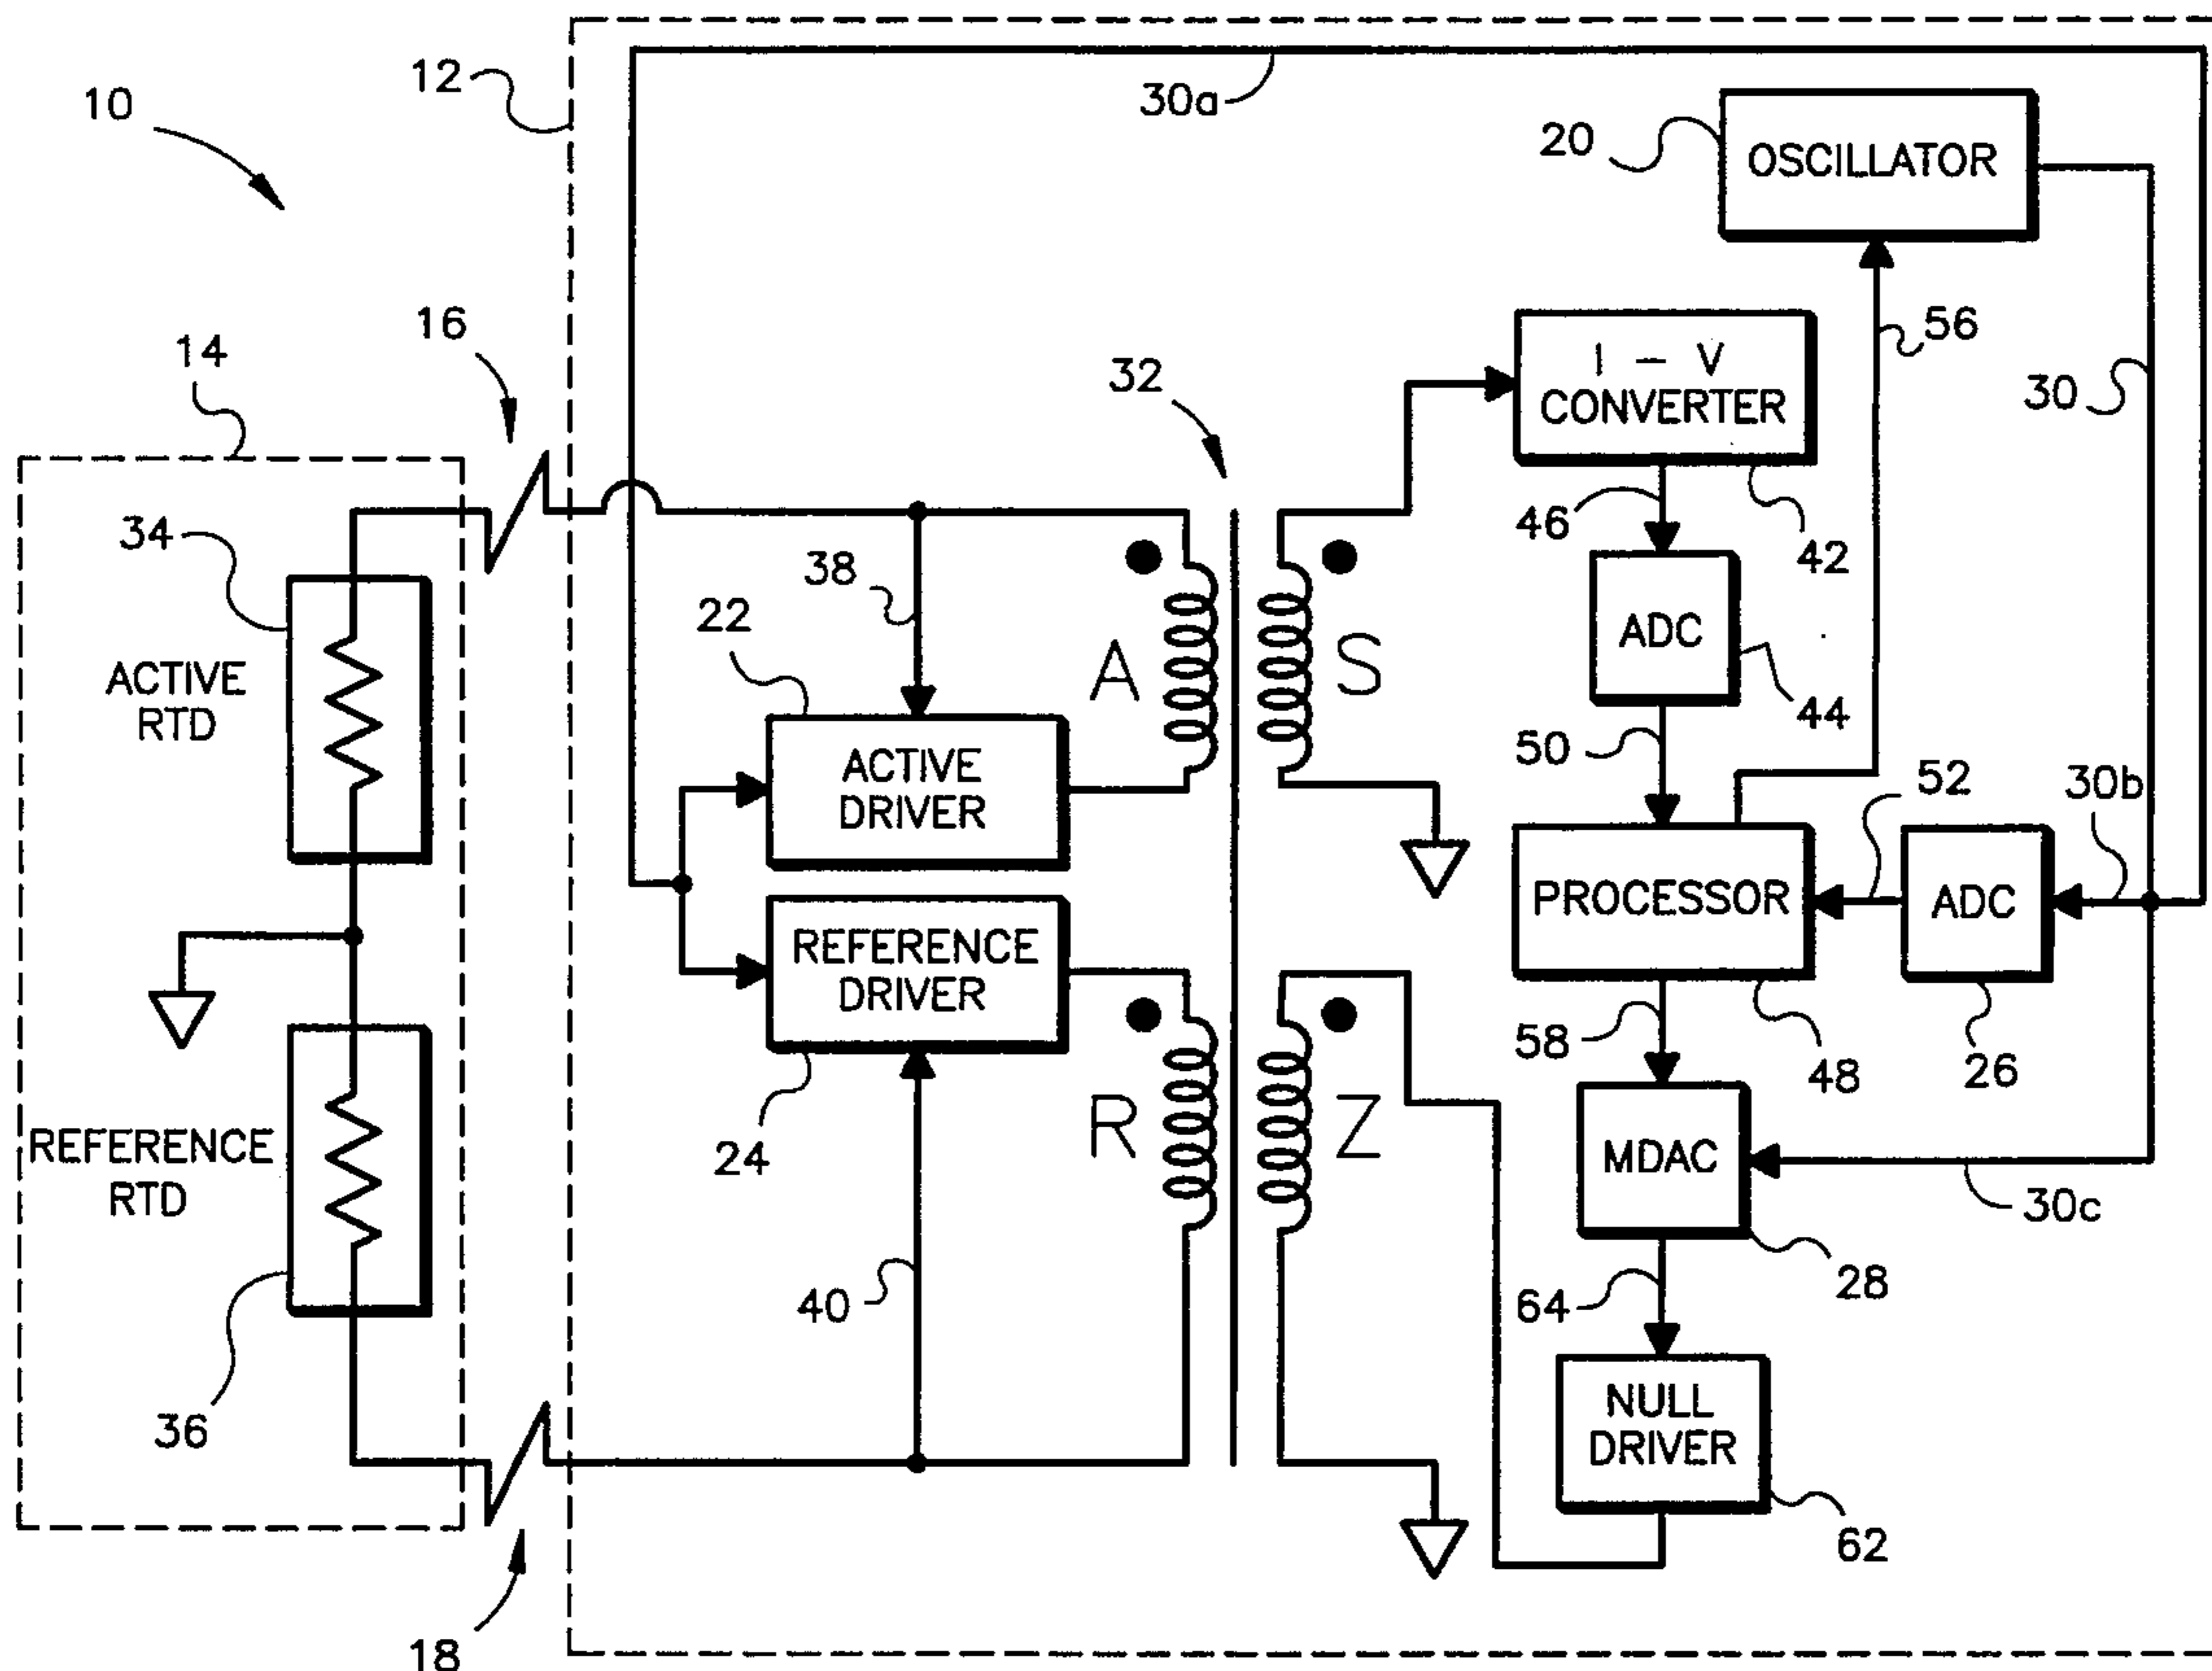 10
12
30a
20
OSCILLATOR
14
16
32
I – V
CONVERTER
56
30
34
38
46
42
ACTIVE
RTD
22
A
S
ADC
44
ACTIVE
DRIVER
50
52
30b
PROCESSOR
ADC
REFERENCE
DRIVER
58
48
26
REFERENCE
RTD
24
R
Z
MDAC
30c
40
64
28
36
NULL
DRIVER
62
18